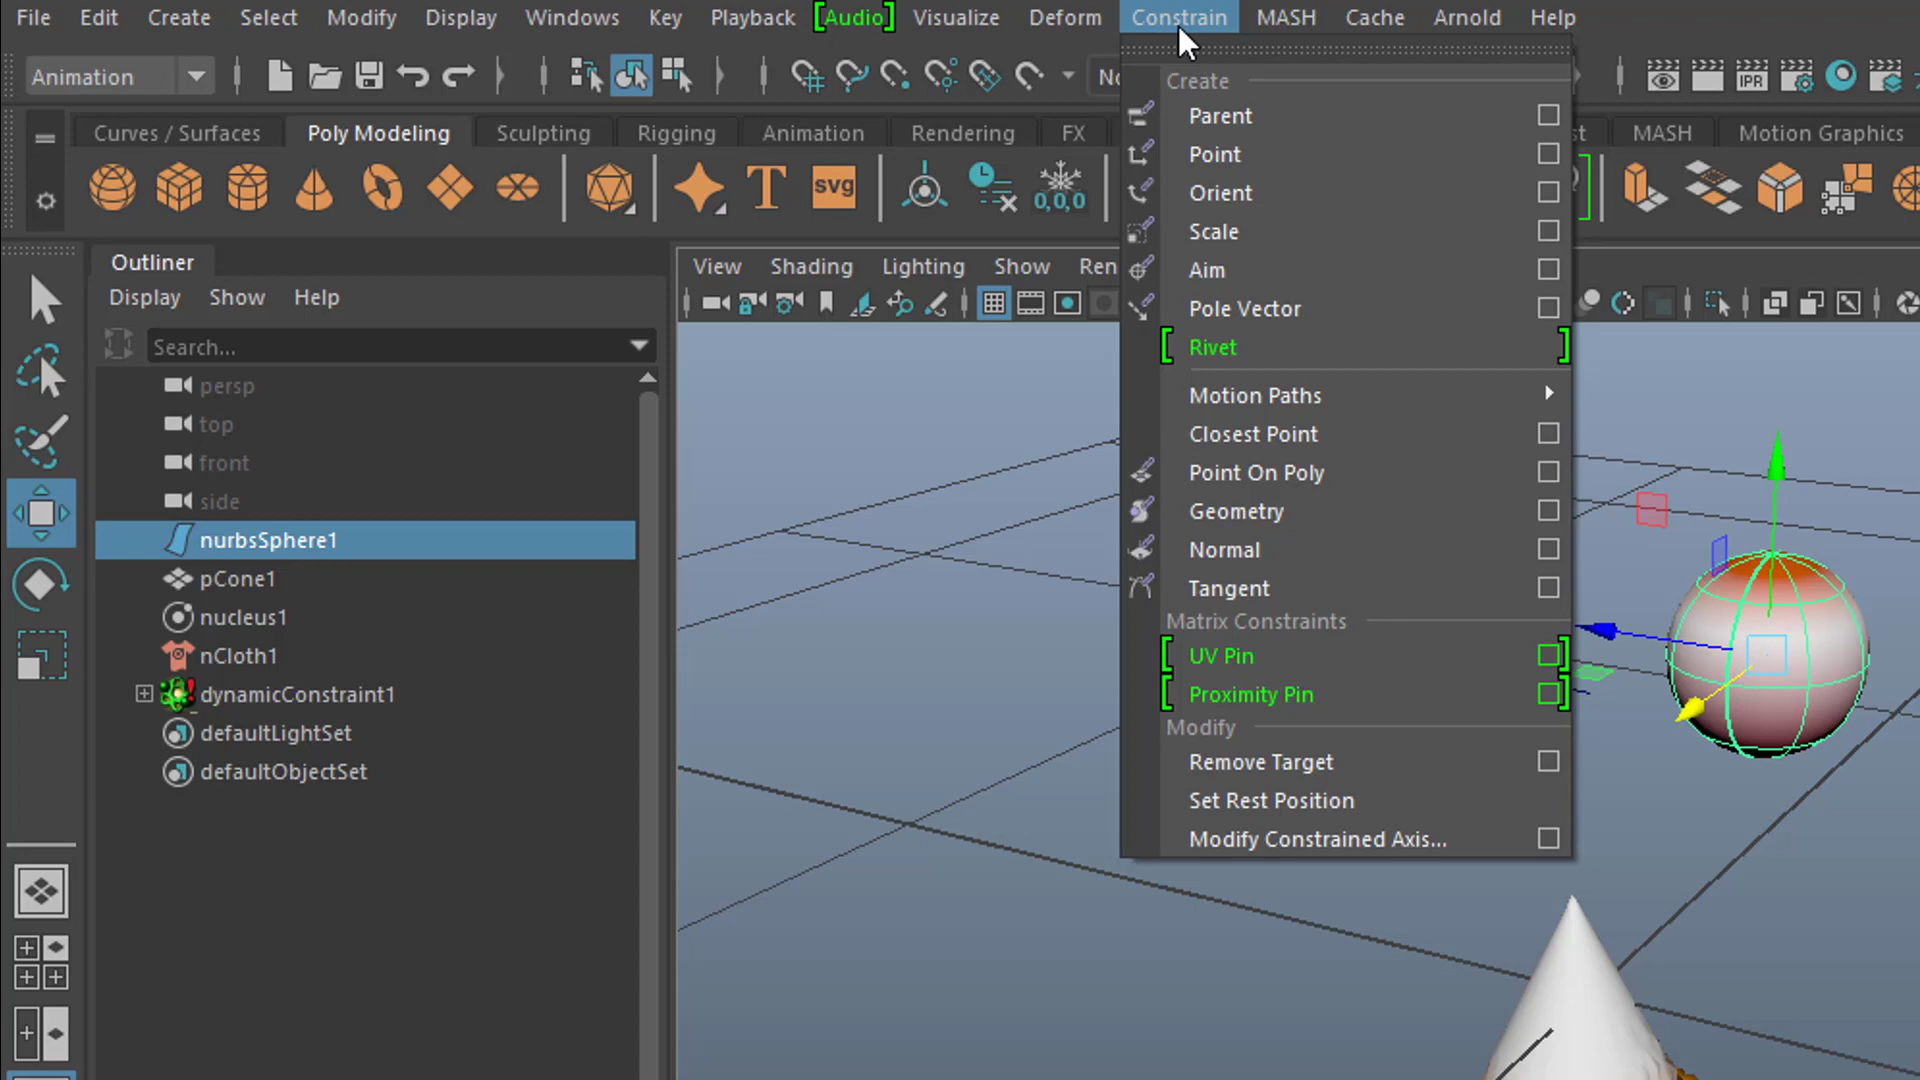 File Edit Create Select Modify Display Windows Key Playback [Audio] Visualize Deform Constrain MASH Cache Arnold Help
Animation
IPR
Curves / Surfaces Poly Modeling Sculpting Rigging Animation Rendering FX MASH Motion Graphics
T svg 0,0,0
Outliner
Display Show Help
Search...
persp
top
front
side
nurbsSphere1
pCone1
nucleus1
nCloth1
dynamicConstraint1
defaultLightSet
defaultObjectSet
View Shading Lighting Show
Create
Parent
Point
Orient
Scale
Aim
Pole Vector
[Rivet]
Motion Paths
Closest Point
Point On Poly
Geometry
Normal
Tangent
Matrix Constraints
[UV Pin]
[Proximity Pin]
Modify
Remove Target
Set Rest Position
Modify Constrained Axis...